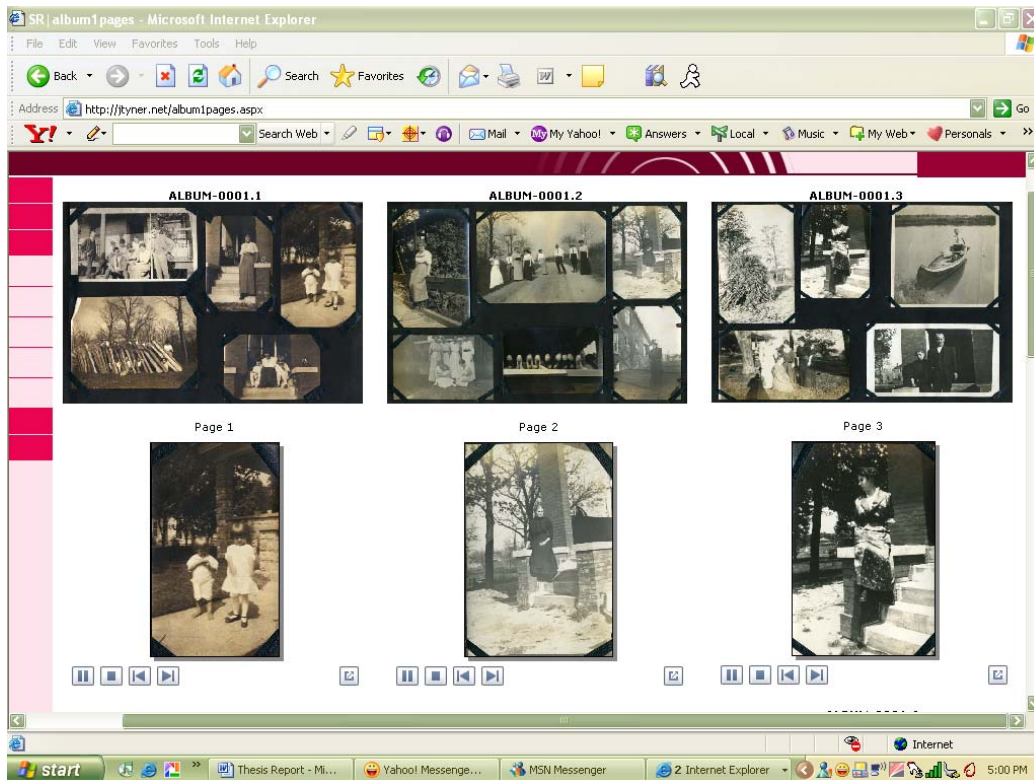 SR|album1pages - Microsoft Internet Explorer
File Edit View Favorites Tools Help
Back Search Favorites
Address http://jtyner.net/album1pages.aspx Go
Y! Search Web Mail My Yahoo! Answers Local Music My Web Personals
ALBUM-0001.1 ALBUM-0001.2 ALBUM-0001.3
Page 1 Page 2 Page 3
Internet
start Thesis Report - Mi... Yahoo! Messenge... MSN Messenger 2 Internet Explorer 5:00 PM